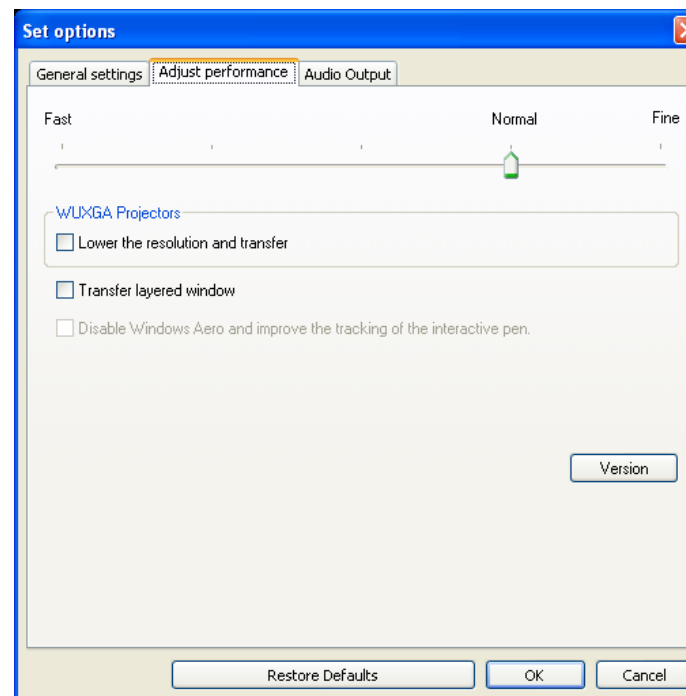 Set options
General settings Adjust performance Audio Output
Fast Normal Fine
WUXGA Projectors
Lower the resolution and transfer
Transfer layered window
Disable Windows Aero and improve the tracking of the interactive pen.
Version
Restore Defaults OK Cancel